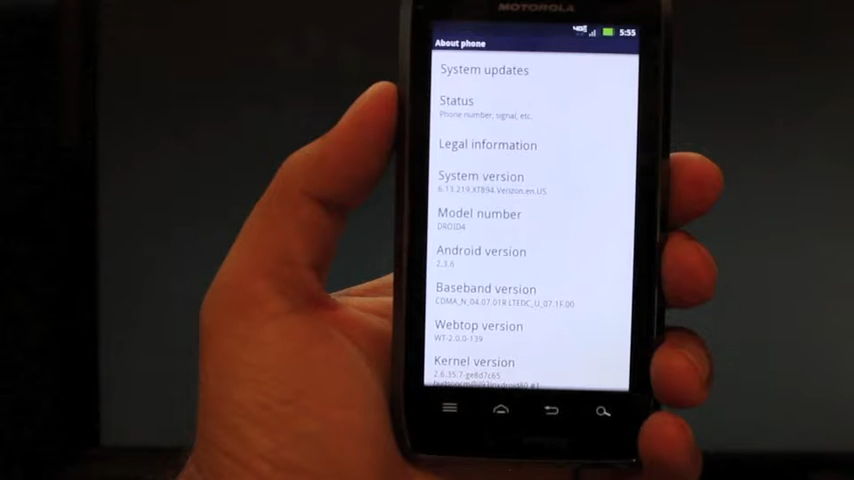 MOTOROLA
5:55
About phone
System updates
Status
Phone number, signal, etc.
Legal information
System version
6.13.219.XT894.Verizon.en.US
Model number
DROID4
Android version
2.3.6
Baseband version
CDMA_N_04.07.01R LTEDC_U_07.1F.00
Webtop version
WT-2.0.0-139
Kernel version
2.6.35.7-ge8d7c65